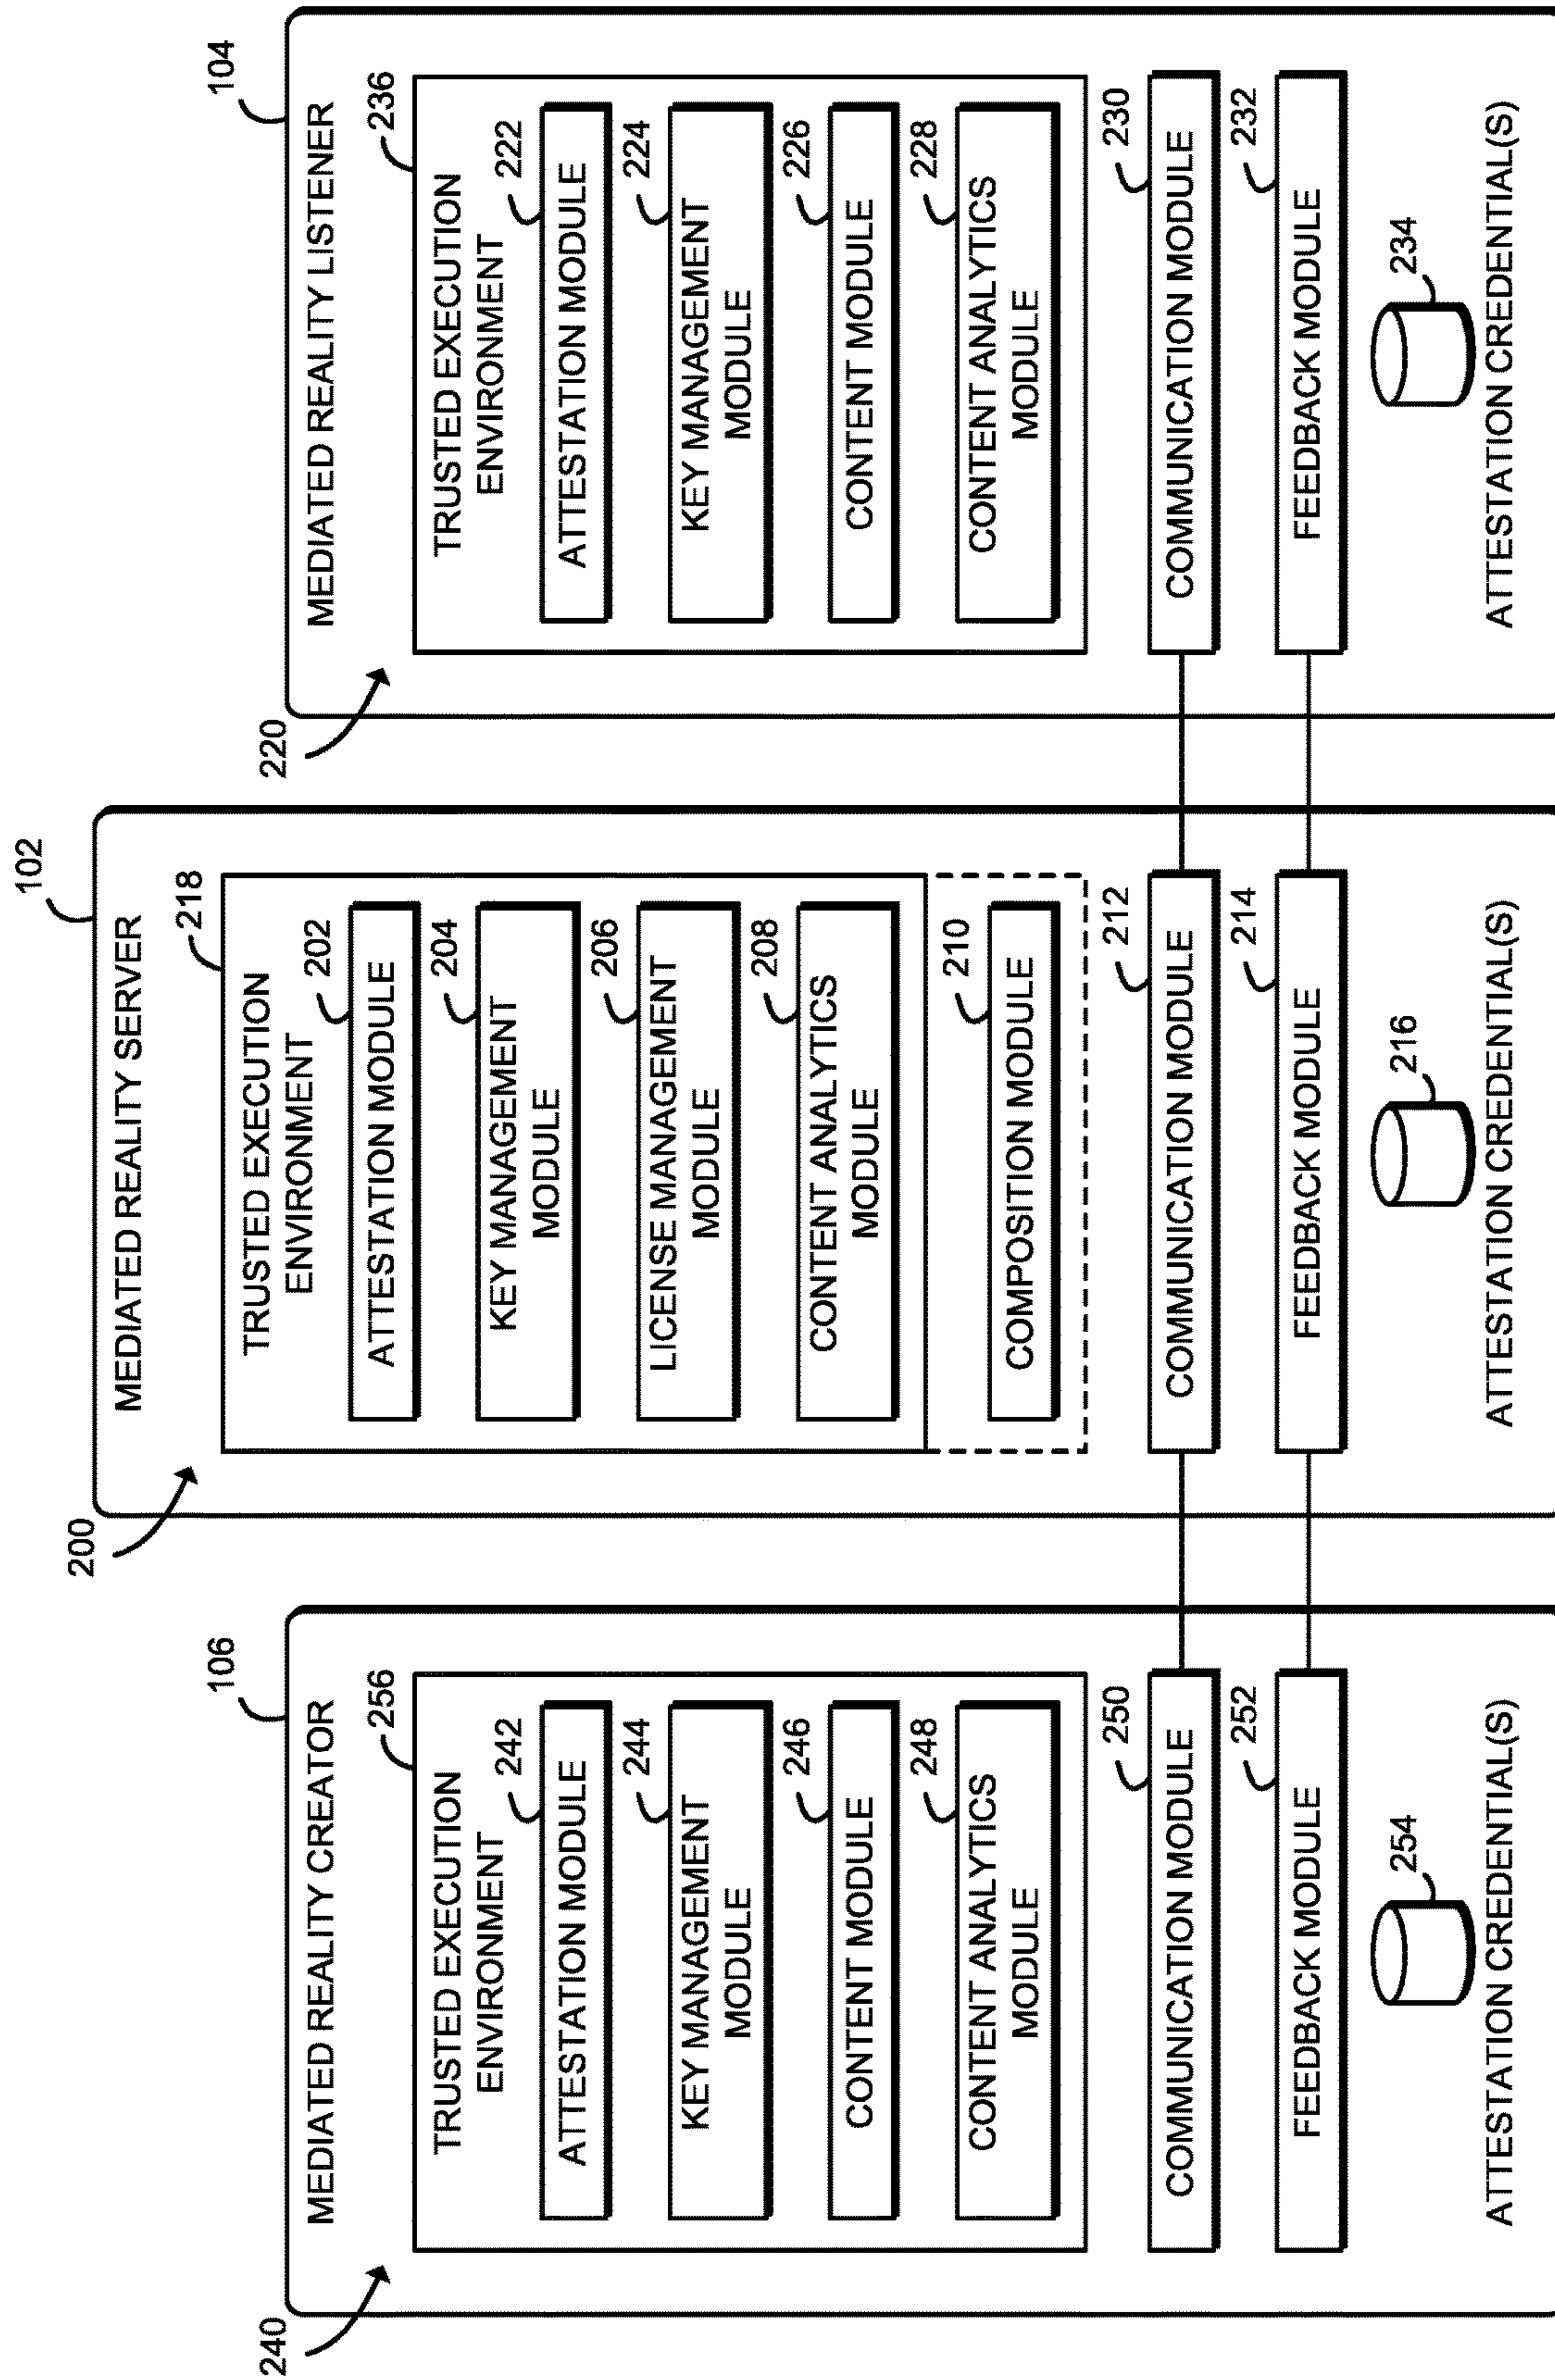 240
106
MEDIATED REALITY CREATOR
256
TRUSTED EXECUTION
ENVIRONMENT
242
ATTESTATION MODULE
244
KEY MANAGEMENT
MODULE
246
CONTENT MODULE
248
CONTENT ANALYTICS
MODULE
250
COMMUNICATION MODULE
252
FEEDBACK MODULE
254
ATTESTATION CREDENTIAL(S)
200
102
MEDIATED REALITY SERVER
218
TRUSTED EXECUTION
ENVIRONMENT
202
ATTESTATION MODULE
204
KEY MANAGEMENT
MODULE
206
LICENSE MANAGEMENT
MODULE
208
CONTENT ANALYTICS
MODULE
210
COMPOSITION MODULE
212
COMMUNICATION MODULE
214
FEEDBACK MODULE
216
ATTESTATION CREDENTIAL(S)
220
104
MEDIATED REALITY LISTENER
236
TRUSTED EXECUTION
ENVIRONMENT
222
ATTESTATION MODULE
224
KEY MANAGEMENT
MODULE
226
CONTENT MODULE
228
CONTENT ANALYTICS
MODULE
230
COMMUNICATION MODULE
232
FEEDBACK MODULE
234
ATTESTATION CREDENTIAL(S)